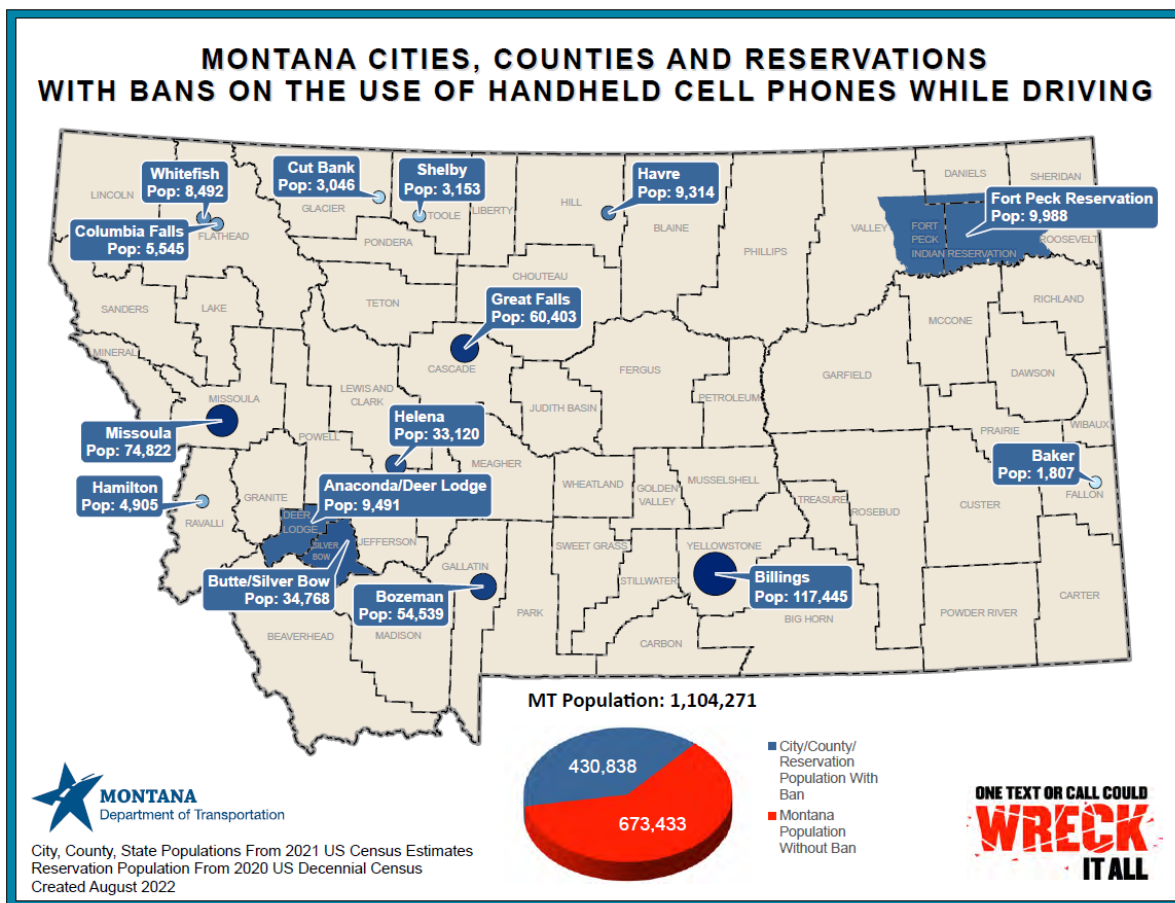 MONTANA CITIES, COUNTIES AND RESERVATIONS
WITH BANS ON THE USE OF HANDHELD CELL PHONES WHILE DRIVING
Whitefish
Pop: 8,492
Cut Bank
Pop: 3,046
Shelby
Pop: 3,153
Havre
Pop: 9,314
Fort Peck Reservation
Pop: 9,988
Columbia Falls
Pop: 5,545
LINCOLN
FLATHEAD
GLACIER
TOOLE
LIBERTY
HILL
BLAINE
PHILLIPS
VALLEY
DANIELS
SHERIDAN
ROOSEVELT
FORT
PECK
INDIAN RESERVATION
PONDERA
CHOUTEAU
TETON
SANDERS
LAKE
Great Falls
Pop: 60,403
CASCADE
RICHLAND
MCCONE
MINERAL
MISSOULA
LEWIS AND
CLARK
FERGUS
PETROLEUM
GARFIELD
DAWSON
JUDITH BASIN
Missoula
Pop: 74,822
POWELL
Helena
Pop: 33,120
MEAGHER
PRAIRIE
WIBAUX
Baker
Pop: 1,807
FALLON
Hamilton
Pop: 4,905
RAVALLI
GRANITE
Anaconda/Deer Lodge
Pop: 9,491
DEER
LODGE
SILVER
BOW
JEFFERSON
WHEATLAND
GOLDEN
VALLEY
MUSSELSHELL
TREASURE
ROSEBUD
CUSTER
Butte/Silver Bow
Pop: 34,768
GALLATIN
Bozeman
Pop: 54,539
SWEET GRASS
STILLWATER
YELLOWSTONE
Billings
Pop: 117,445
BIG HORN
POWDER RIVER
CARTER
PARK
CARBON
BEAVERHEAD
MADISON
MT Population: 1,104,271
430,838
673,433
City/County/
Reservation
Population With
Ban
Montana
Population
Without Ban
MONTANA
Department of Transportation
City, County, State Populations From 2021 US Census Estimates
Reservation Population From 2020 US Decennial Census
Created August 2022
ONE TEXT OR CALL COULD
WRECK
IT ALL